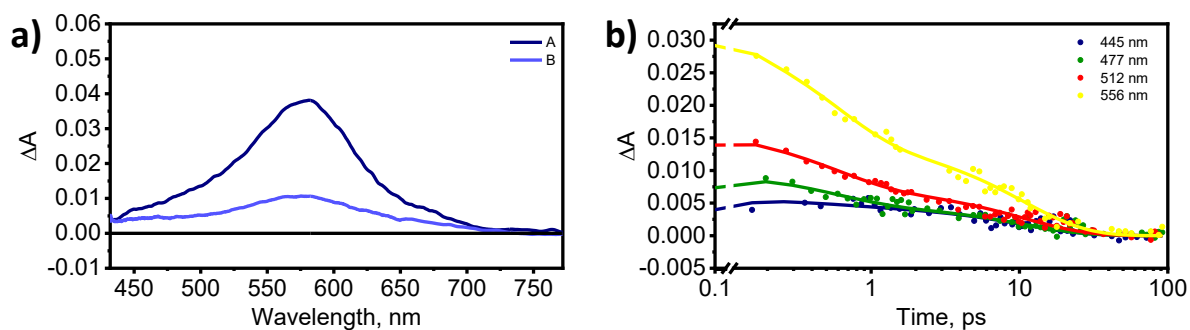 a)
0.06
0.05
0.04
0.03
0.02
0.01
0.00
-0.01
ΔA
450 500 550 600 650 700 750
Wavelength, nm
A
B
b)
0.030
0.025
0.020
0.015
0.010
0.005
0.000
-0.005
ΔA
0.1 1 10 100
Time, ps
445 nm
477 nm
512 nm
556 nm